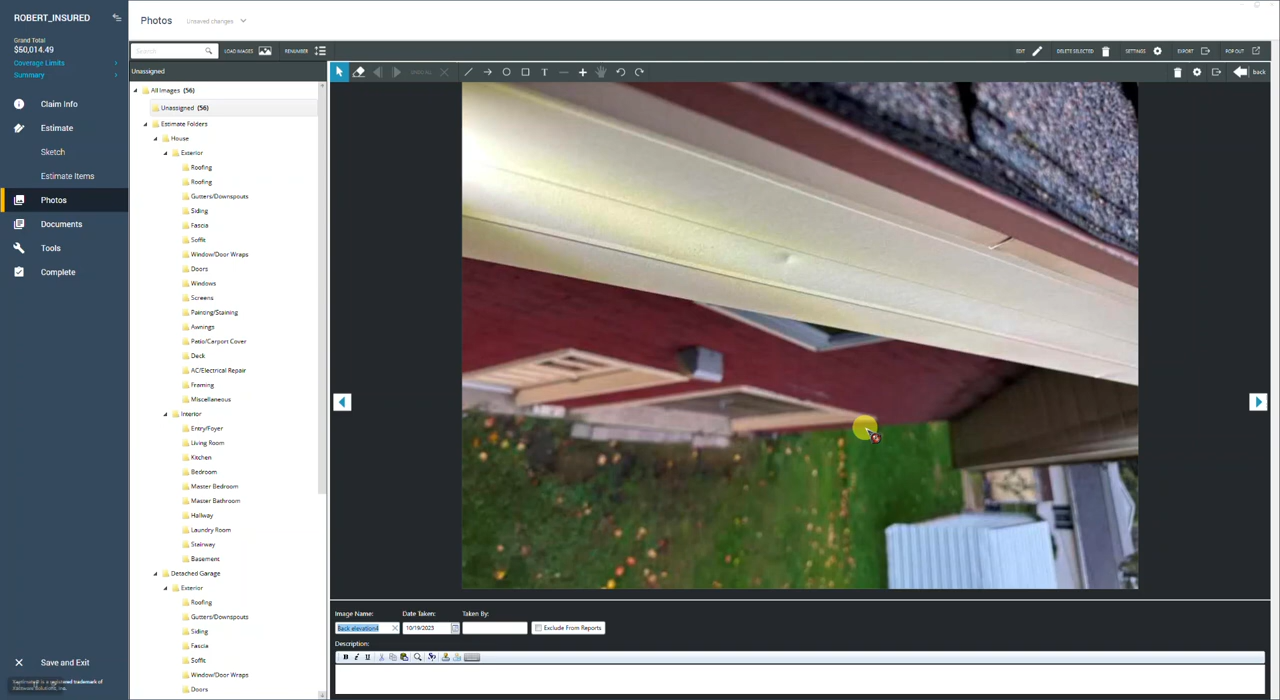 ROBERT_INSURED
Grand Total
$50,014.49
Coverage Limits
Summary
Claim Info
Estimate
Sketch
Estimate Items
Photos
Documents
Tools
Complete
Save and Exit
Photos
Unsaved changes
Search
LOAD IMAGES
RENUMBER
EDIT
DELETE SELECTED
SETTINGS
EXPORT
POP OUT
Unassigned
back
All Images (56)
Unassigned (56)
Estimate Folders
House
Exterior
Roofing
Roofing
Gutters/Downspouts
Siding
Fascia
Soffit
Window/Door Wraps
Doors
Windows
Screens
Painting/Staining
Awnings
Patio/Carport Cover
Deck
AC/Electrical Repair
Framing
Miscellaneous
Interior
Entry/Foyer
Living Room
Kitchen
Bedroom
Master Bedroom
Master Bathroom
Hallway
Laundry Room
Stairway
Basement
Detached Garage
Exterior
Roofing
Gutters/Downspouts
Siding
Fascia
Soffit
Window/Door Wraps
Doors
Image Name:
Date Taken:
Taken By:
Back elevation4
10/19/2023
Exclude From Reports
Description:
B I U